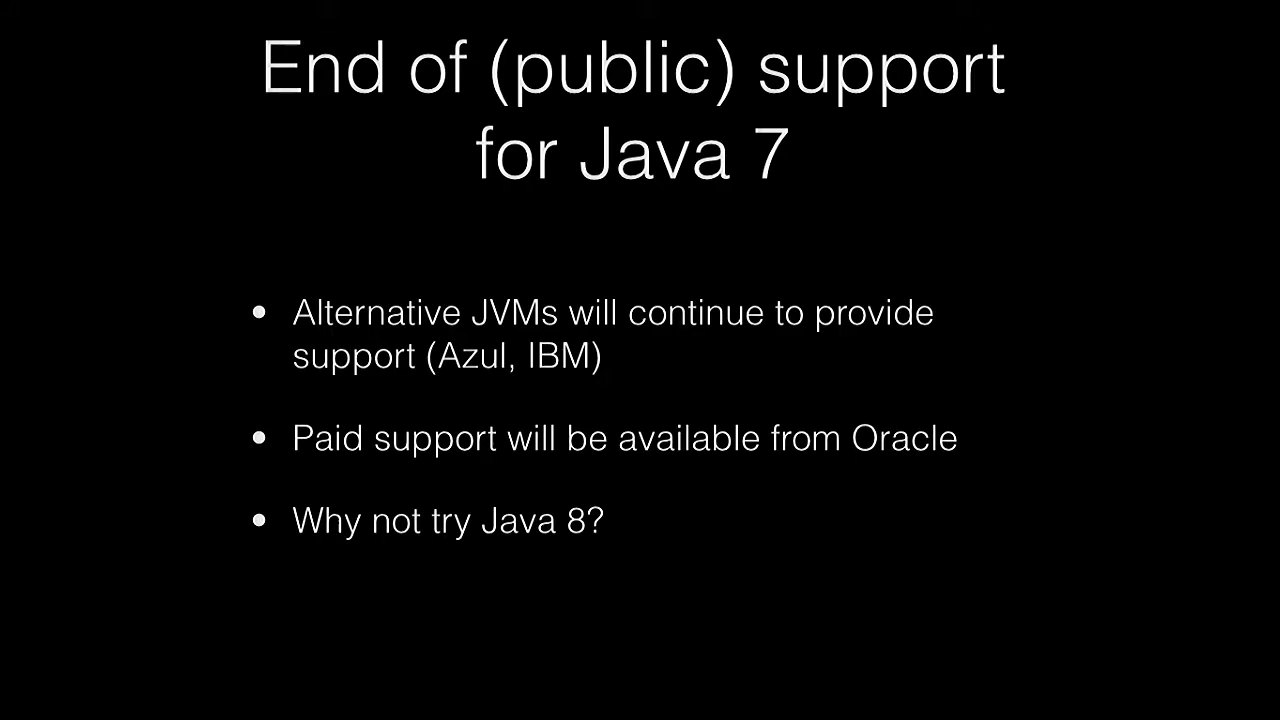 End of (public) support
for Java 7
• Alternative JVMs will continue to provide
support (Azul, IBM)
• Paid support will be available from Oracle
• Why not try Java 8?